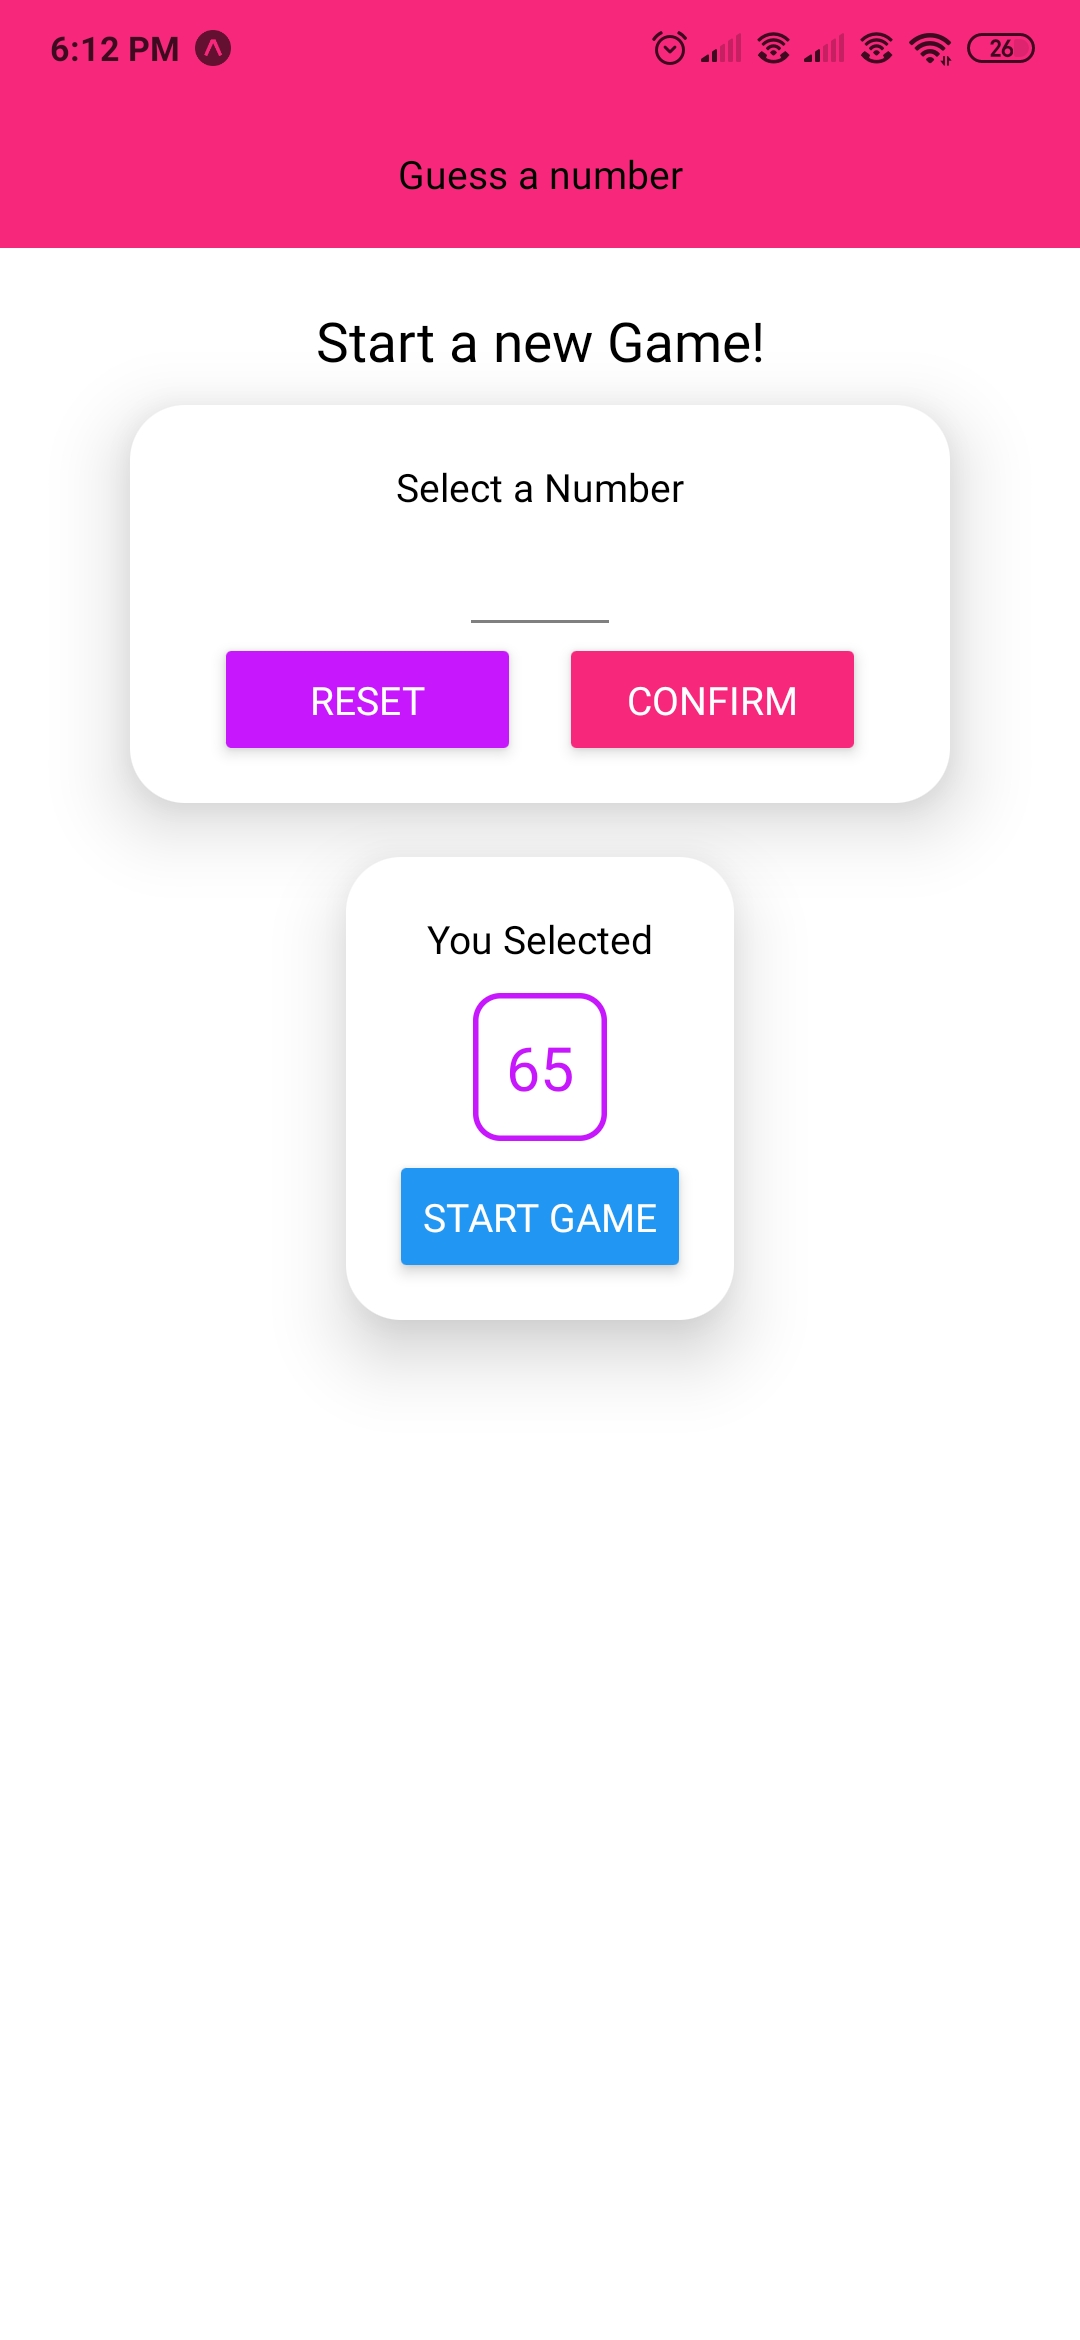 6:12 PM 26
Guess a number
Start a new Game!
Select a Number
RESET CONFIRM
You Selected
65
START GAME